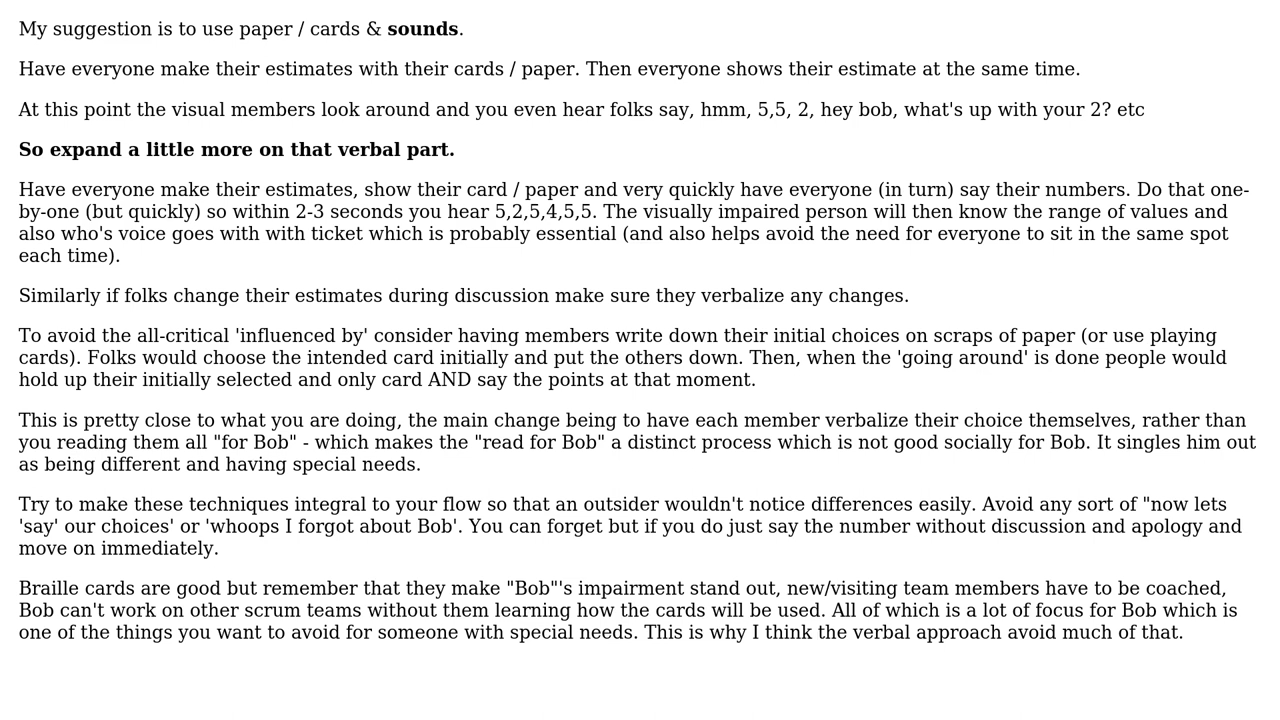 My suggestion is to use paper / cards & sounds.
Have everyone make their estimates with their cards / paper. Then everyone shows their estimate at the same time.
At this point the visual members look around and you even hear folks say, hmm, 5,5, 2, hey bob, what's up with your 2? etc
So expand a little more on that verbal part.
Have everyone make their estimates, show their card / paper and very quickly have everyone (in turn) say their numbers. Do that one-
by-one (but quickly) so within 2-3 seconds you hear 5,2,5,4,5,5. The visually impaired person will then know the range of values and
also who's voice goes with with ticket which is probably essential (and also helps avoid the need for everyone to sit in the same spot
each time).
Similarly if folks change their estimates during discussion make sure they verbalize any changes.
To avoid the all-critical 'influenced by' consider having members write down their initial choices on scraps of paper (or use playing
cards). Folks would choose the intended card initially and put the others down. Then, when the 'going around' is done people would
hold up their initially selected and only card AND say the points at that moment.
This is pretty close to what you are doing, the main change being to have each member verbalize their choice themselves, rather than
you reading them all "for Bob" - which makes the "read for Bob" a distinct process which is not good socially for Bob. It singles him out
as being different and having special needs.
Try to make these techniques integral to your flow so that an outsider wouldn't notice differences easily. Avoid any sort of "now lets
'say' our choices' or 'whoops I forgot about Bob'. You can forget but if you do just say the number without discussion and apology and
move on immediately.
Braille cards are good but remember that they make "Bob"'s impairment stand out, new/visiting team members have to be coached,
Bob can't work on other scrum teams without them learning how the cards will be used. All of which is a lot of focus for Bob which is
one of the things you want to avoid for someone with special needs. This is why I think the verbal approach avoid much of that.